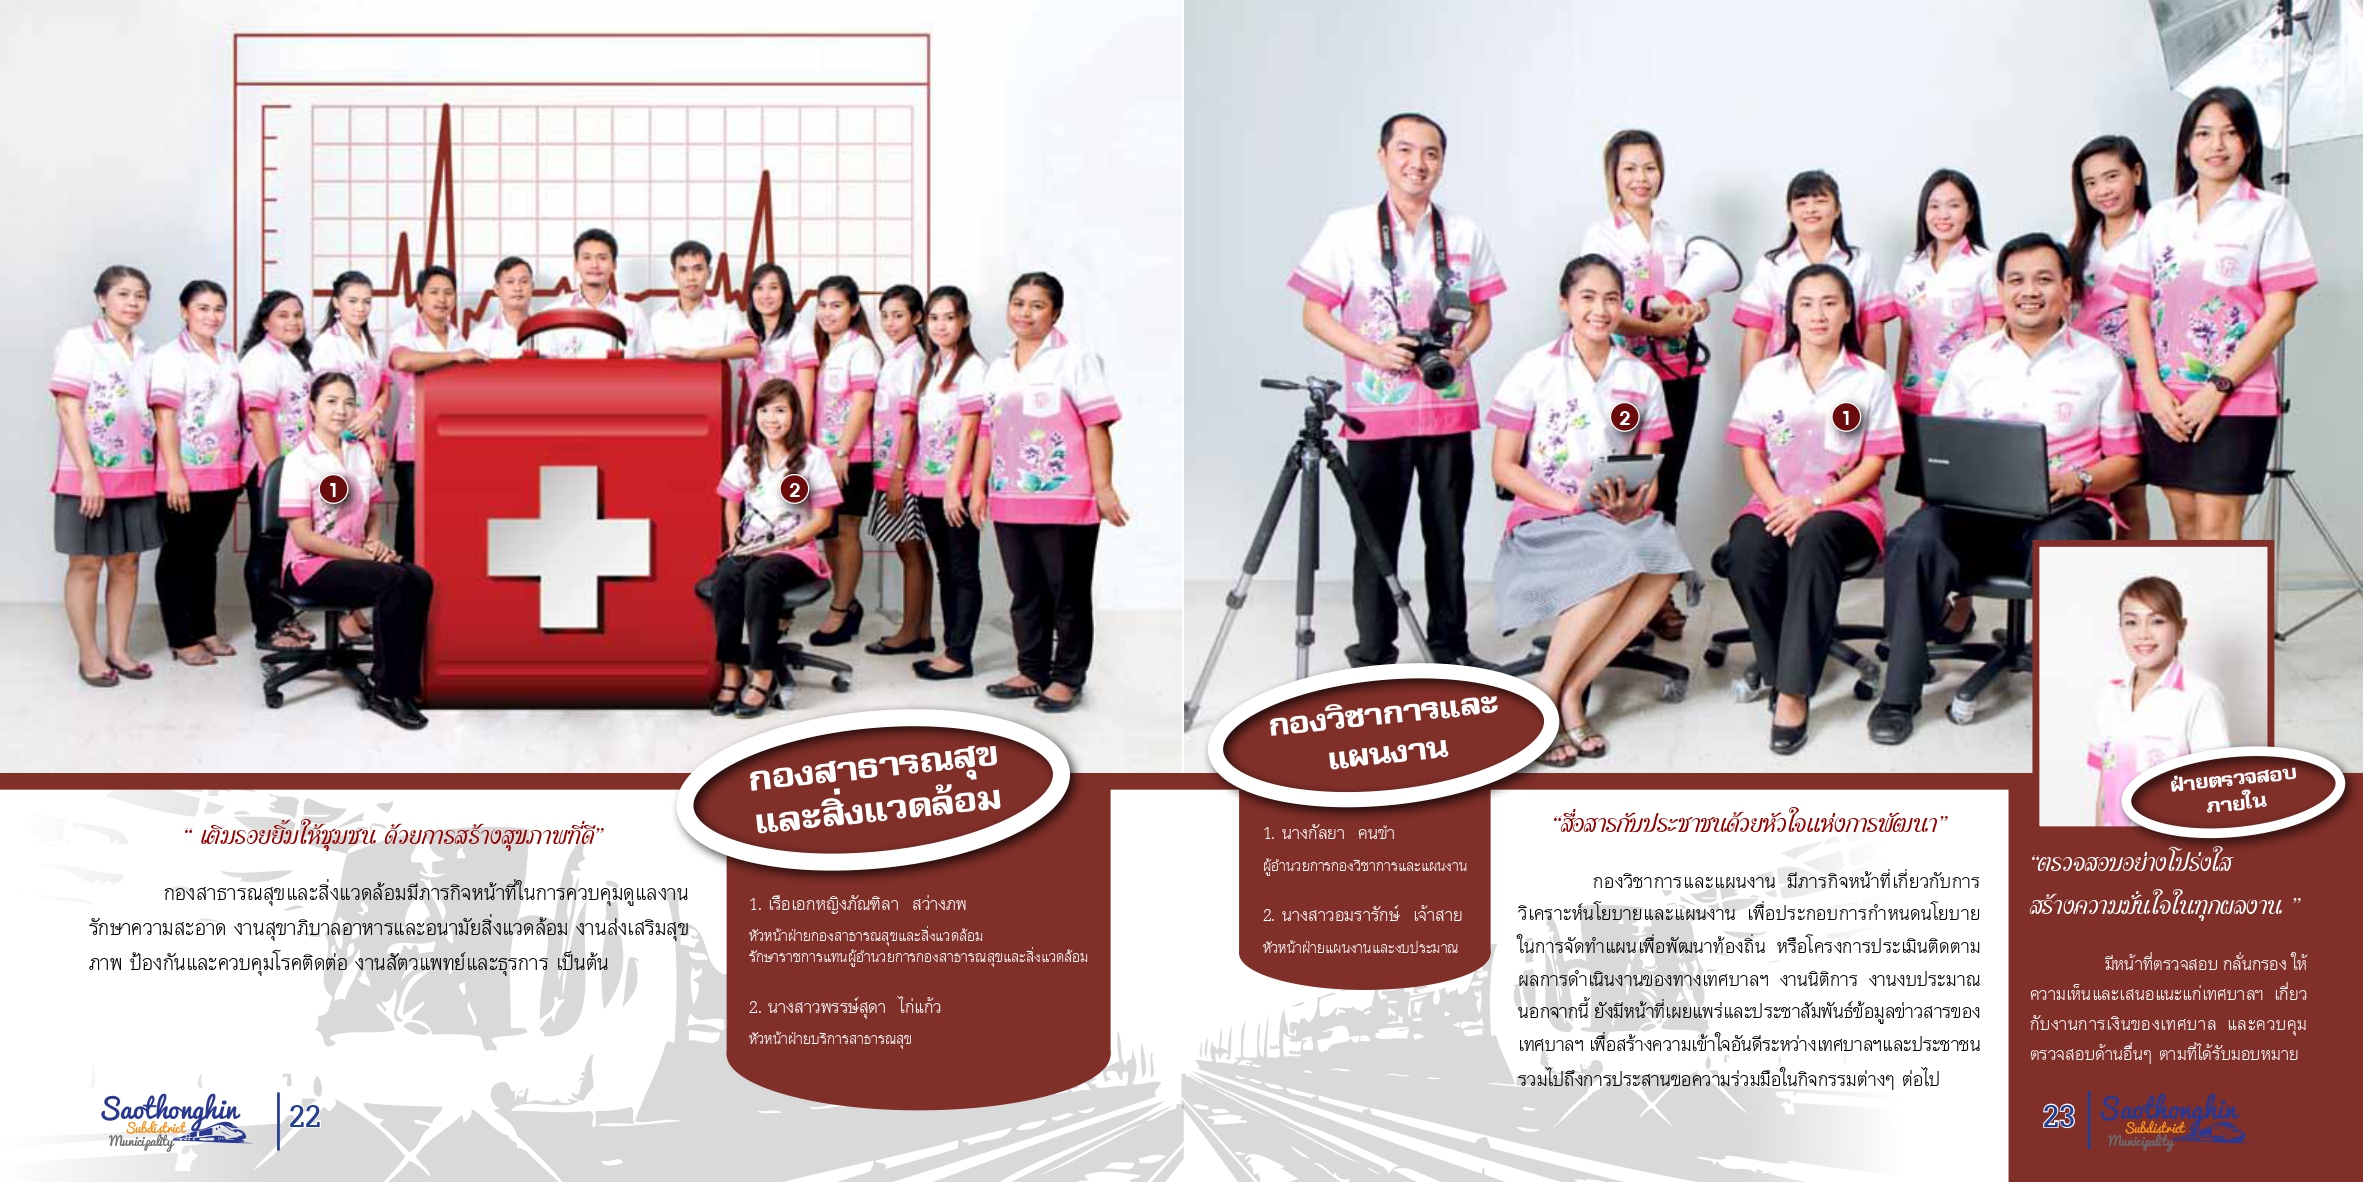 1
2
กองสาธารณสุข
และสิ่งแวดล้อม
“ เติมรอยยิ้มให้ชุมชน ด้วยการสร้างสุขภาพที่ดี”
กองสาธารณสุขและสิ่งแวดล้อมมีภารกิจหน้าที่ในการควบคุมดูแลงาน
รักษาความสะอาด งานสุขาภิบาลอาหารและอนามัยสิ่งแวดล้อม งานส่งเสริมสุข
ภาพ ป้องกันและควบคุมโรคติดต่อ งานสัตวแพทย์และธุรการ เป็นต้น
1. เรือเอกหญิงภัณฑิลา สว่างภพ
หัวหน้าฝ่ายกองสาธารณสุขและสิ่งแวดล้อม
รักษาราชการแทนผู้อำนวยการกองสาธารณสุขและสิ่งแวดล้อม
2. นางสาวพรรษ์สุดา ไก่แก้ว
หัวหน้าฝ่ายบริการสาธารณสุข
Saothonghin
Subdistrict
Municipality
22
2
1
กองวิชาการและ
แผนงาน
1. นางกัลยา คนขำ
ผู้อำนวยการกองวิชาการและแผนงาน
2. นางสาวอมรารักษ์ เจ้าสาย
หัวหน้าฝ่ายแผนงานและงบประมาณ
“สื่อสารกับประชาชนด้วยหัวใจแห่งการพัฒนา”
กองวิชาการและแผนงาน มีภารกิจหน้าที่เกี่ยวกับการ
วิเคราะห์นโยบายและแผนงาน เพื่อประกอบการกำหนดนโยบาย
ในการจัดทำแผนเพื่อพัฒนาท้องถิ่น หรือโครงการประเมินติดตาม
ผลการดำเนินงานของทางเทศบาลฯ งานนิติการ งานงบประมาณ
นอกจากนี้ ยังมีหน้าที่เผยแพร่และประชาสัมพันธ์ข้อมูลข่าวสารของ
เทศบาลฯ เพื่อสร้างความเข้าใจอันดีระหว่างเทศบาลฯและประชาชน
รวมไปถึงการประสานขอความร่วมมือในกิจกรรมต่างๆ ต่อไป
ฝ่ายตรวจสอบ
ภายใน
“ตรวจสอบอย่างโปร่งใส
สร้างความมั่นใจในทุกผลงาน ”
มีหน้าที่ตรวจสอบ กลั่นกรอง ให้
ความเห็นและเสนอแนะแก่เทศบาลฯ เกี่ยว
กับงานการเงินของเทศบาล และควบคุม
ตรวจสอบด้านอื่นๆ ตามที่ได้รับมอบหมาย
23
Saothonghin
Subdistrict
Municipality